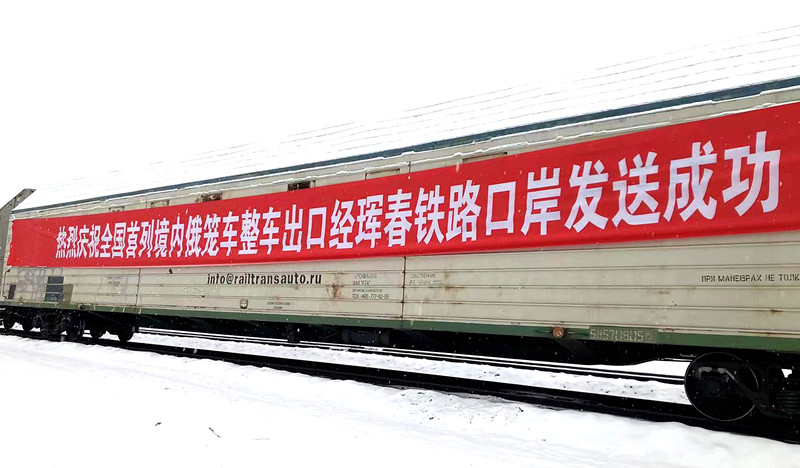 热烈庆祝全国首列境内俄笼车整车出口经珲春铁路口岸发送成功
info@railtransauto.ru
ПРИ МАНЕВРАХ НЕ ТОЛК